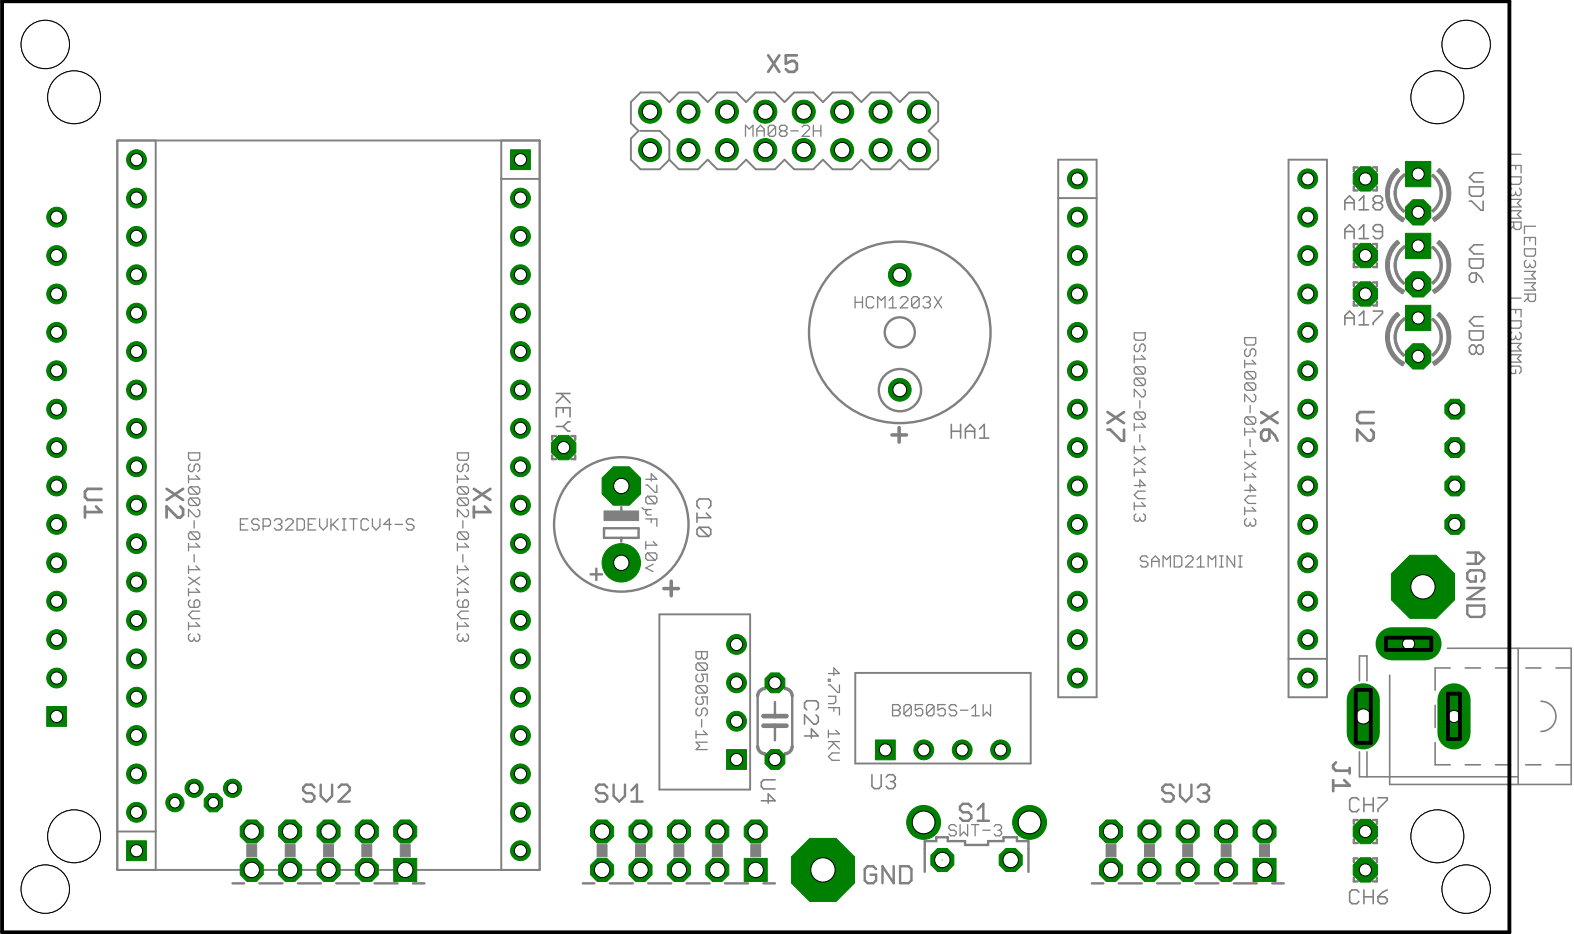 X5
MA08-2H
A18
VD7
LED3MMR
A19
VD6
LED3MMR
A17
VD8
LED3MMG
HCM1203X
HA1
KEY
470µF 10v
C10
U1
X2
DS1002-01-1X19V13
ESP32DEVKITCV4-S
DS1002-01-1X19V13
X1
X7
DS1002-01-1X14V13
DS1002-01-1X14V13
X6
U2
SAMD21MINI
AGND
B0505S-1W
4.7nF 1KV
C24
U4
B0505S-1W
U3
J1
SV2
SV1
S1
SWT-3
SV3
CH7
GND
CH6